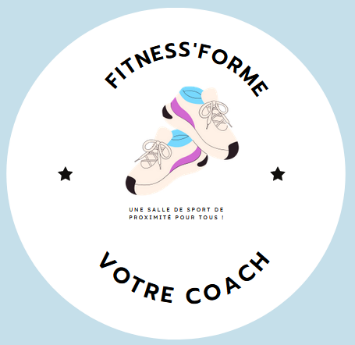 FITNESS'FORME
UNE SALLE DE SPORT DE
PROXIMITÉ POUR TOUS !
VOTRE COACH